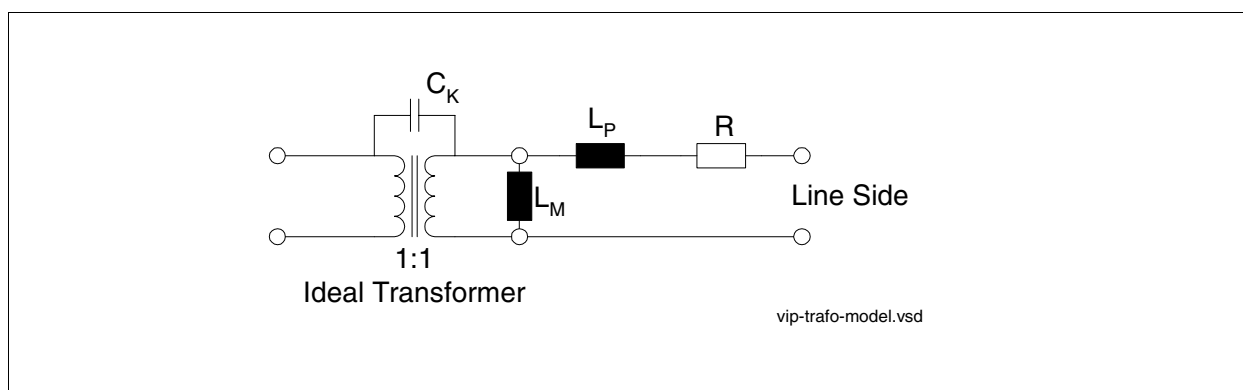 C_K
L_P
R
Line Side
L_M
1:1
Ideal Transformer
vip-trafo-model.vsd